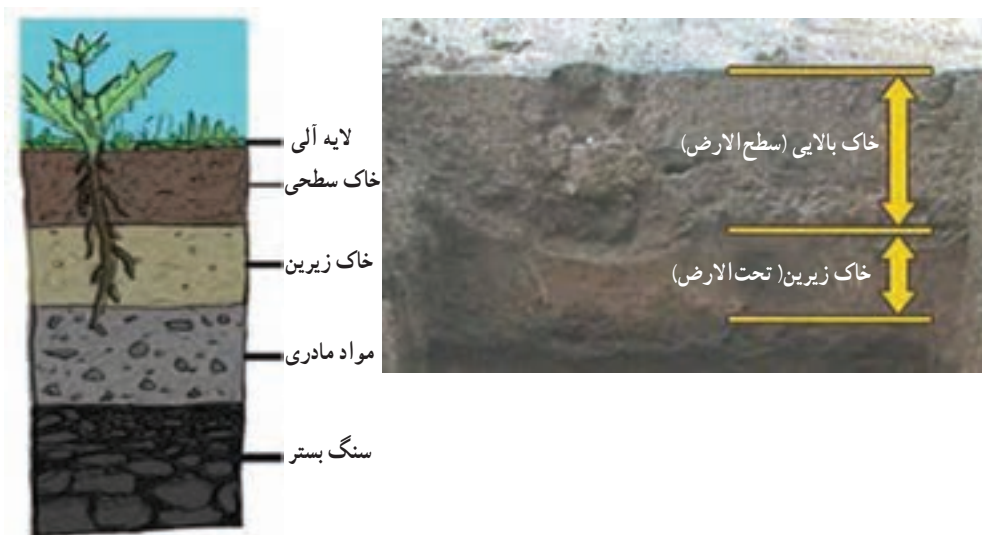 لایه آلی
خاک سطحی
خاک زیرین
مواد مادری
سنگ بستر
خاک بالایی (سطح‌الارض)
خاک زیرین( تحت‌الارض)